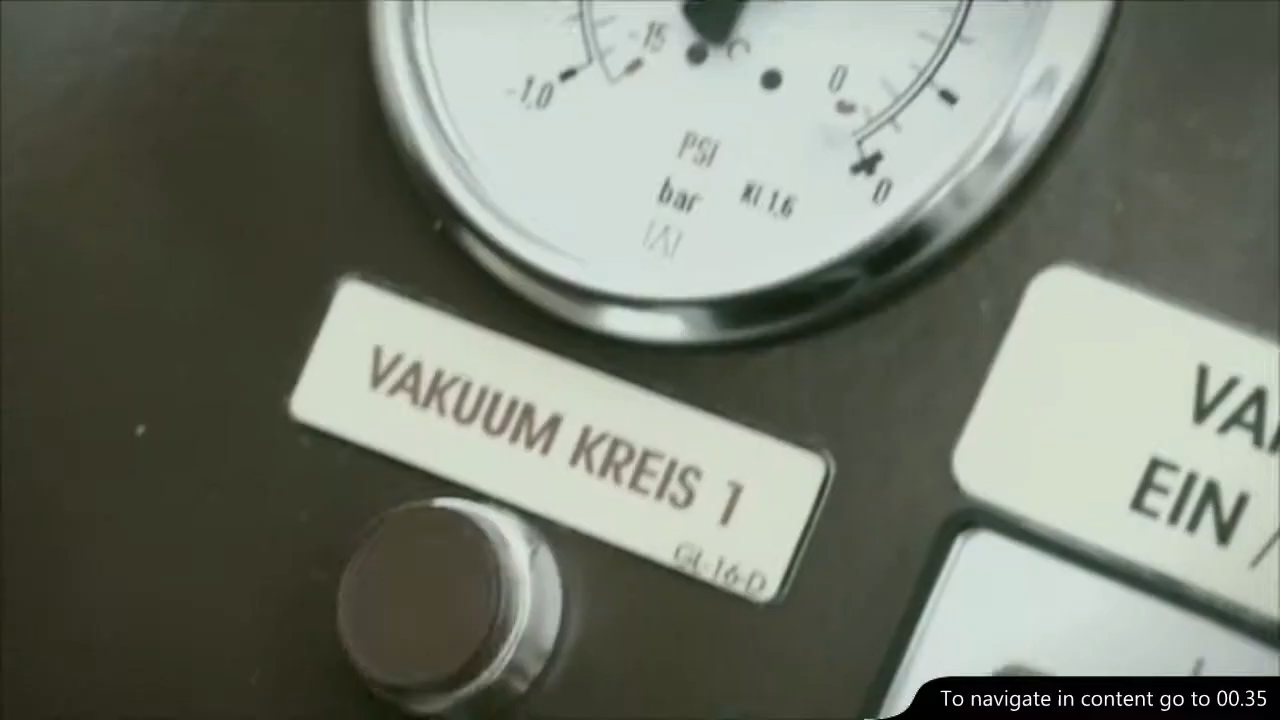 -15
-1,0
0
PSI
bar
Kl 1,6
0
VAKUUM KREIS 1
GL-16-D
EIN /
To navigate in content go to 00.35